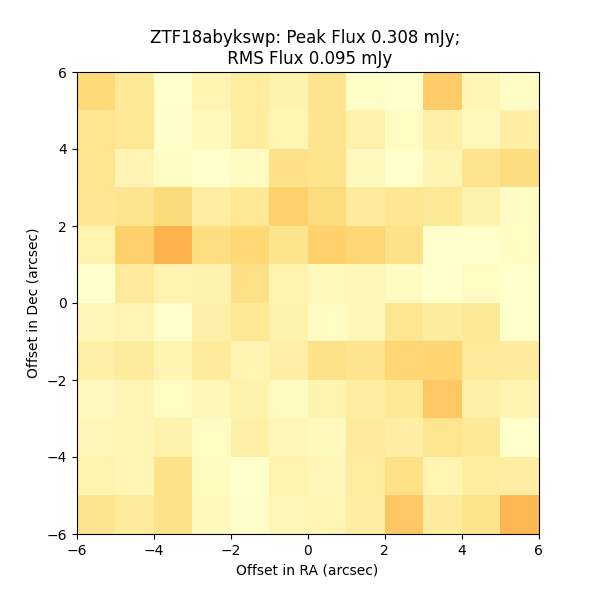 ZTF18abykswp: Peak Flux 0.308 mJy;
RMS Flux 0.095 mJy
6
4
2
0
−2
−4
−6
Offset in Dec (arcsec)
−6 −4 −2 0 2 4 6
Offset in RA (arcsec)